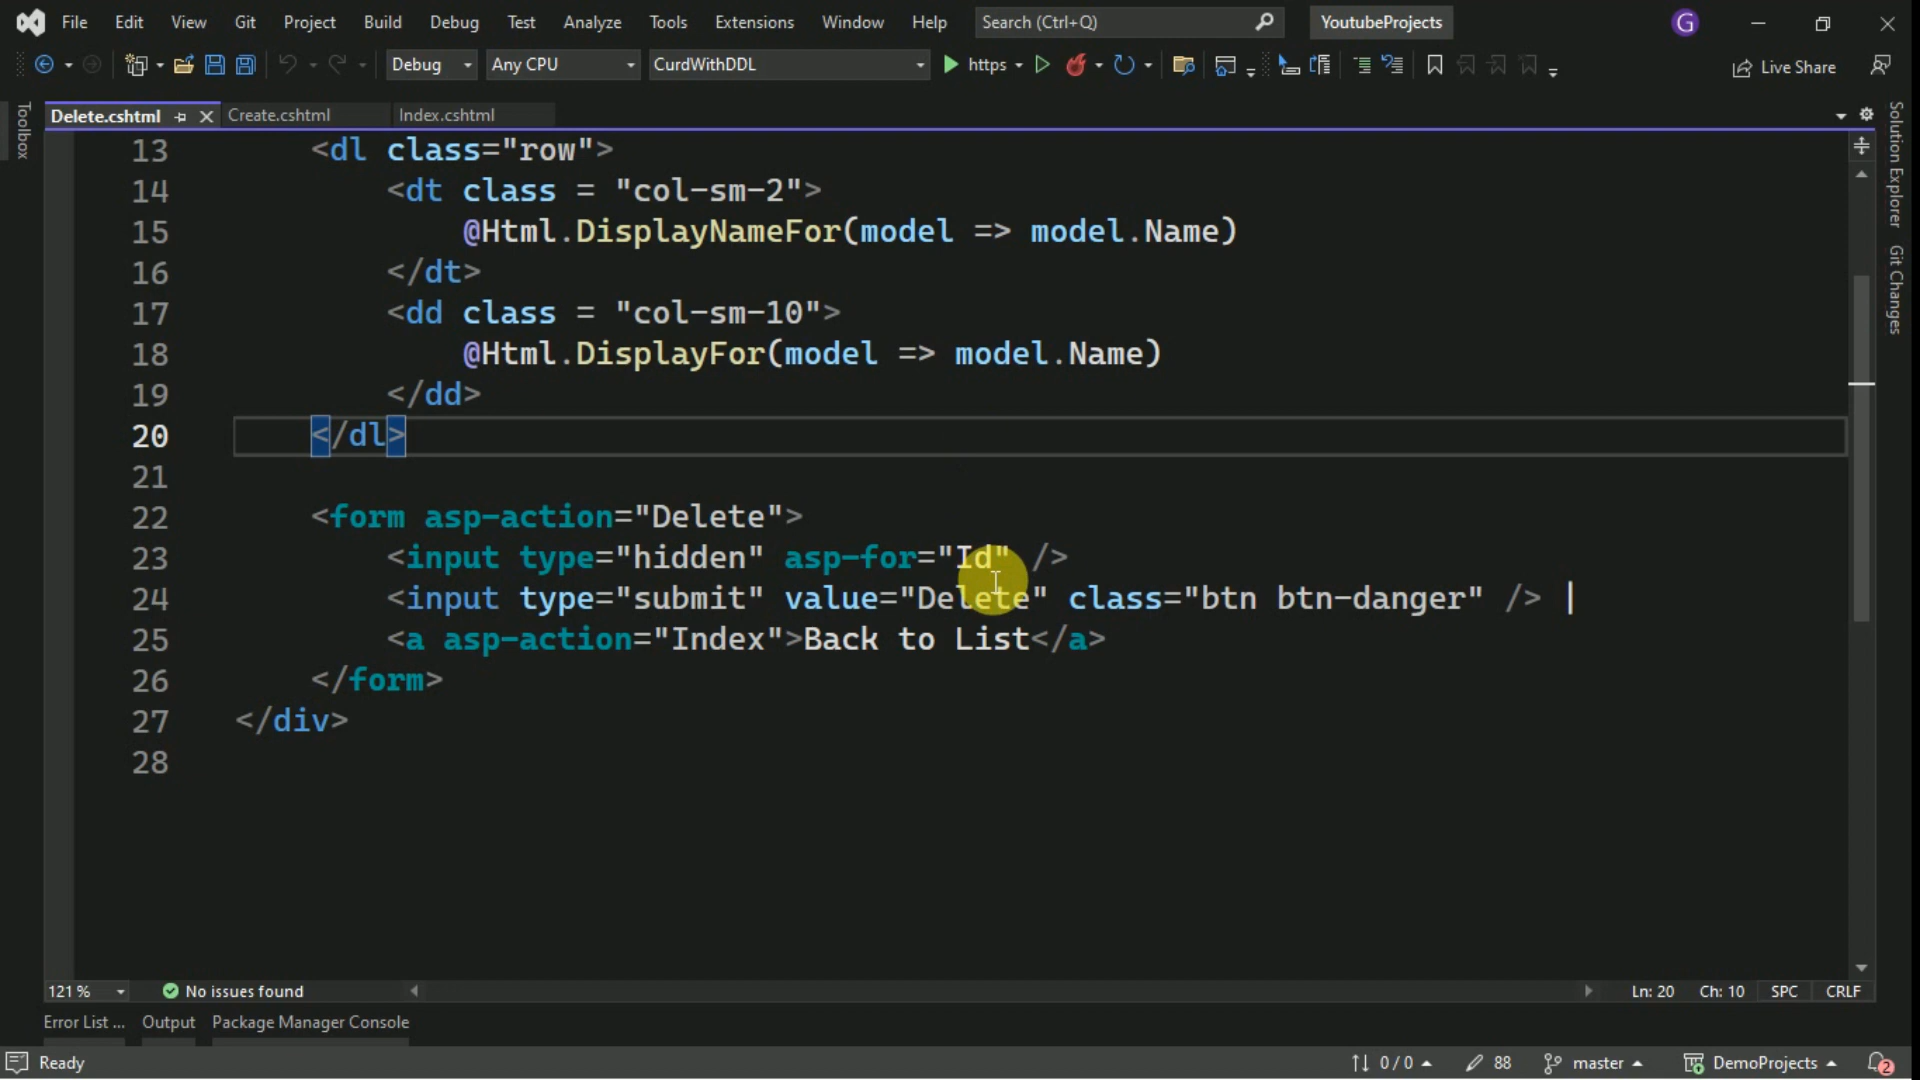 File Edit View Git Project Build Debug Test Analyze Tools Extensions Window Help Search (Ctrl+Q) YoutubeProjects G
Debug Any CPU CurdWithDDL https Live Share
Toolbox
Delete.cshtml Create.cshtml Index.cshtml
Solution Explorer
Git Changes
13 <dl class="row">
14 <dt class = "col-sm-2">
15 @Html.DisplayNameFor(model => model.Name)
16 </dt>
17 <dd class = "col-sm-10">
18 @Html.DisplayFor(model => model.Name)
19 </dd>
20 </dl>
21
22 <form asp-action="Delete">
23 <input type="hidden" asp-for="Id" />
24 <input type="submit" value="Delete" class="btn btn-danger" /> |
25 <a asp-action="Index">Back to List</a>
26 </form>
27 </div>
28
121 % No issues found Ln: 20 Ch: 10 SPC CRLF
Error List ... Output Package Manager Console
Ready 0 / 0 88 master DemoProjects 2